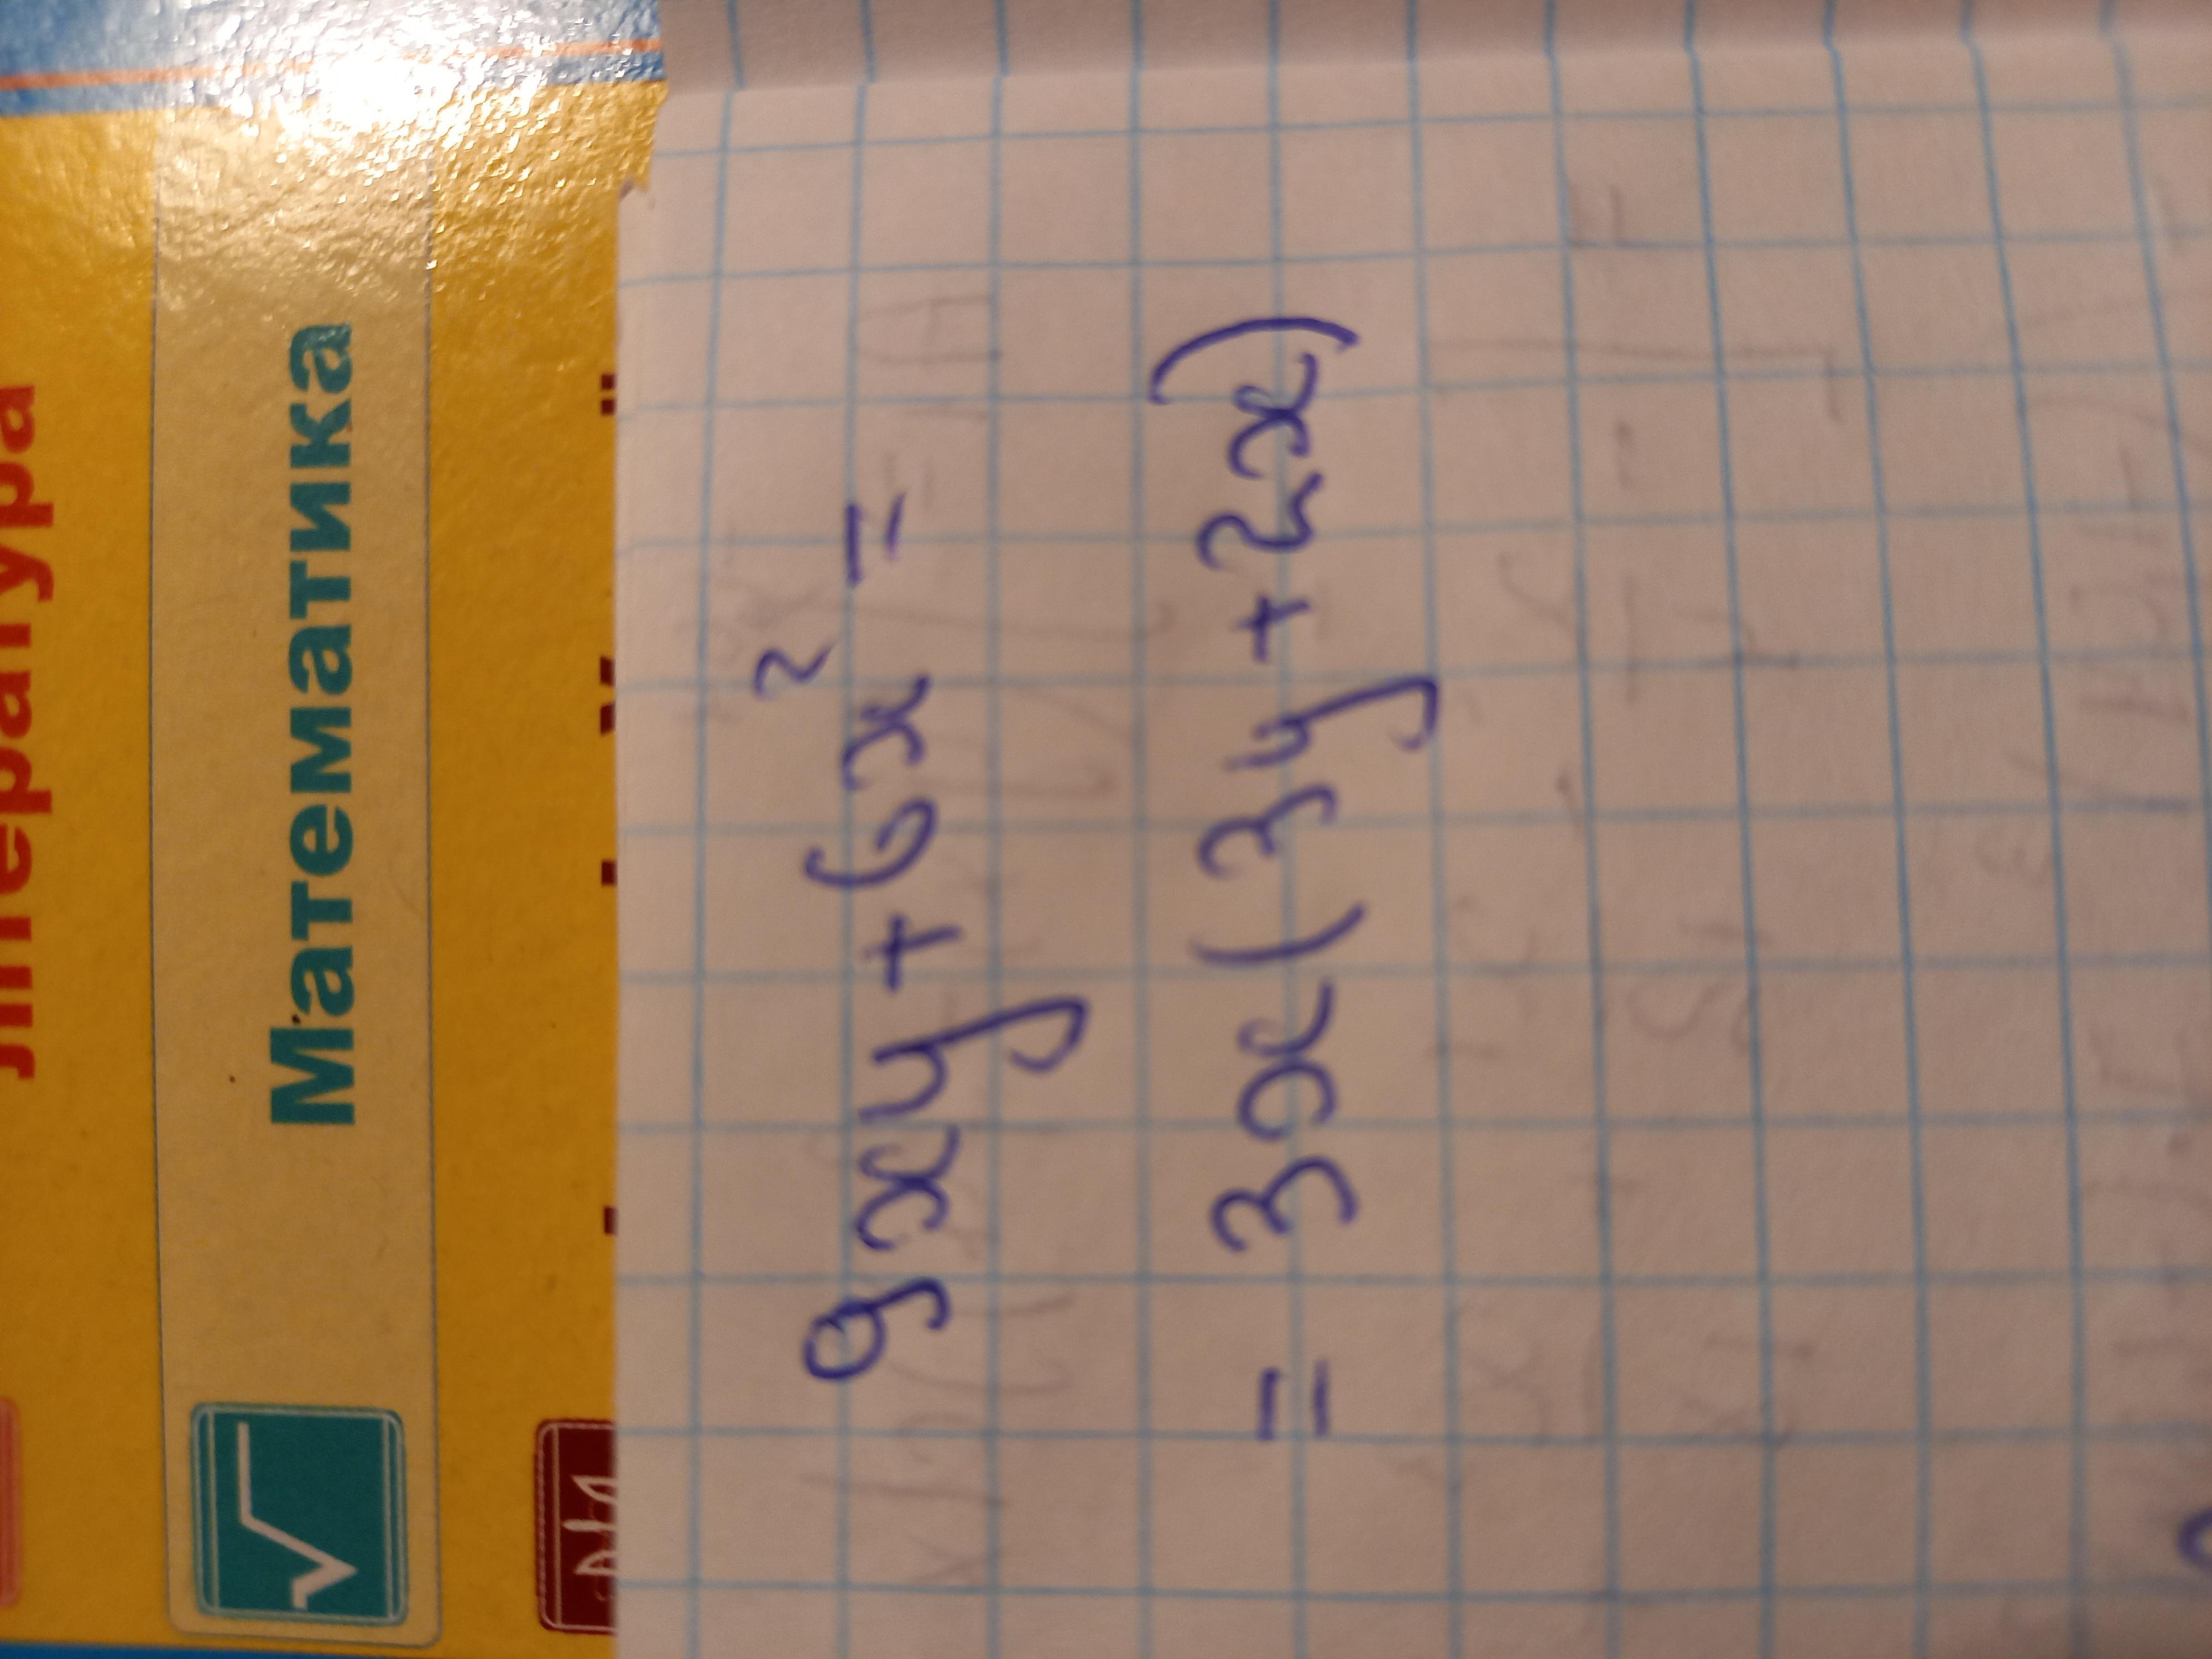 Литература
Математика
9xy + 6x² =
= 3x(3y + 2x)